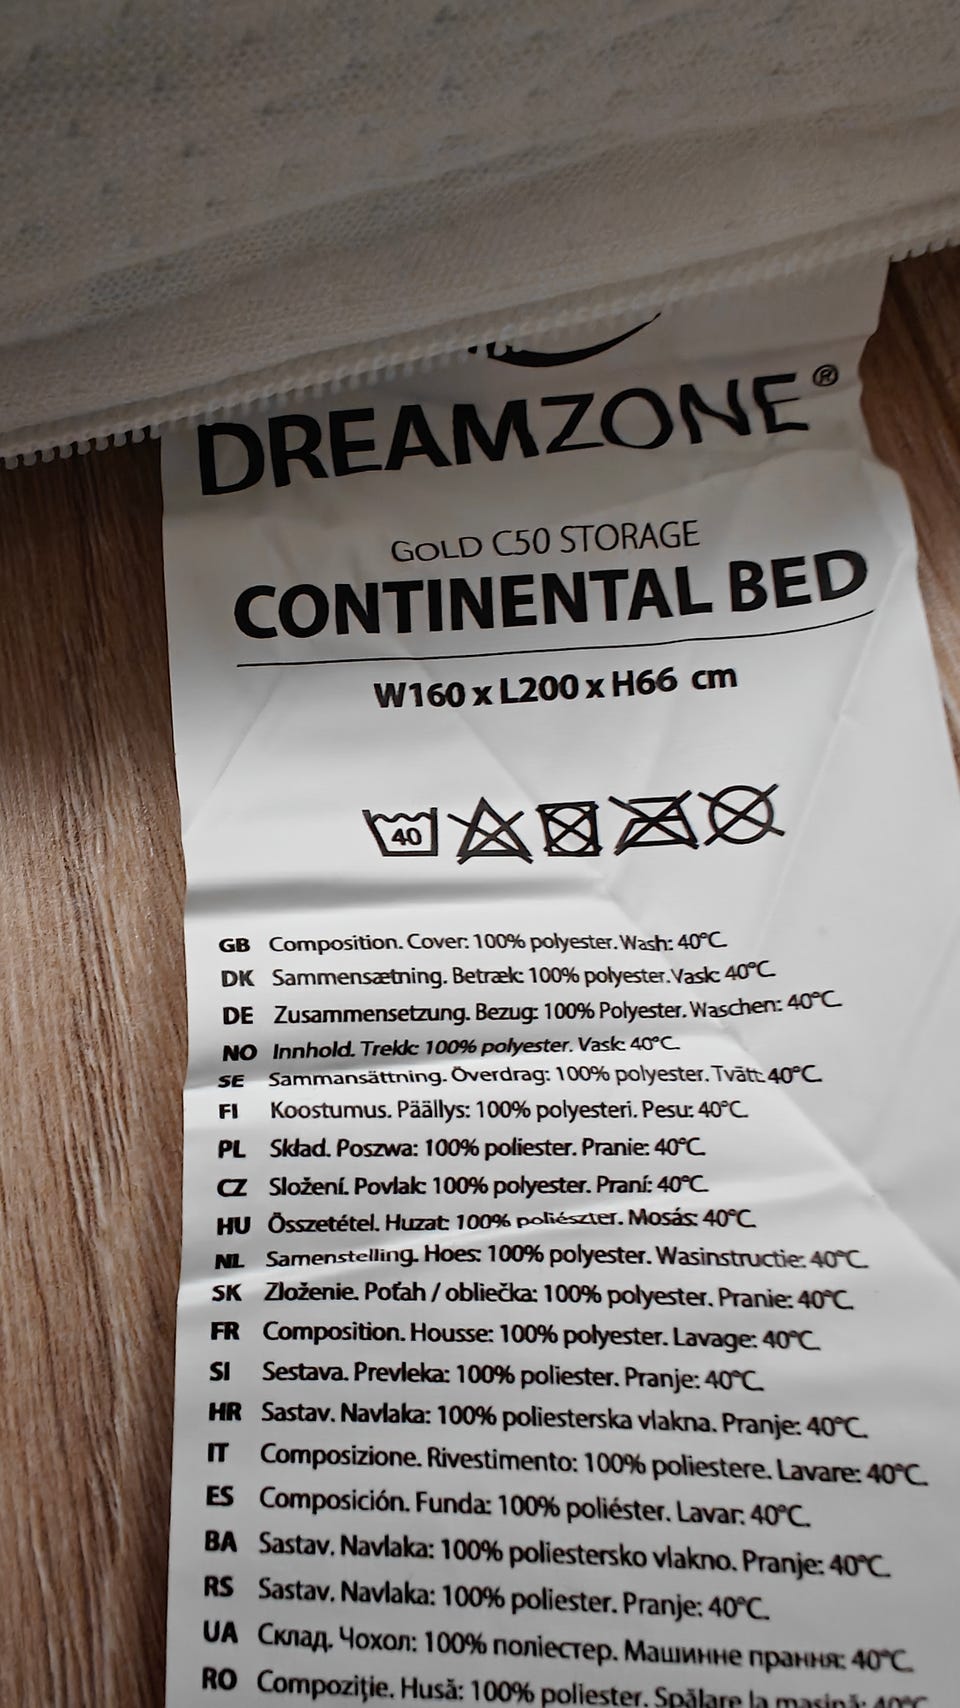 DREAMZONE®
GOLD C50 STORAGE
CONTINENTAL BED
W160 x L200 x H66 cm
40
GB Composition. Cover: 100% polyester. Wash: 40°C.
DK Sammensætning. Betræk: 100% polyester. Vask: 40°C.
DE Zusammensetzung. Bezug: 100% Polyester. Waschen: 40°C.
NO Innhold. Trekk: 100% polyester. Vask: 40°C.
SE Sammansättning. Överdrag: 100% polyester. Tvätt: 40°C.
FI Koostumus. Päällys: 100% polyesteri. Pesu: 40°C.
PL Skład. Poszwa: 100% poliester. Pranie: 40°C.
CZ Složení. Povlak: 100% polyester. Praní: 40°C.
HU Összetétel. Huzat: 100% poliészter. Mosás: 40°C.
NL Samenstelling. Hoes: 100% polyester. Wasinstructie: 40°C.
SK Zloženie. Poťah / obliečka: 100% polyester. Pranie: 40°C.
FR Composition. Housse: 100% polyester. Lavage: 40°C.
SI Sestava. Prevleka: 100% poliester. Pranje: 40°C.
HR Sastav. Navlaka: 100% poliesterska vlakna. Pranje: 40°C.
IT Composizione. Rivestimento: 100% poliestere. Lavare: 40°C.
ES Composición. Funda: 100% poliéster. Lavar: 40°C.
BA Sastav. Navlaka: 100% poliestersko vlakno. Pranje: 40°C.
RS Sastav. Navlaka: 100% poliester. Pranje: 40°C.
UA Склад. Чохол: 100% поліестер. Машинне прання: 40°C.
RO Compoziție. Husă: 100% poliester. Spălare la mașină: 40°C